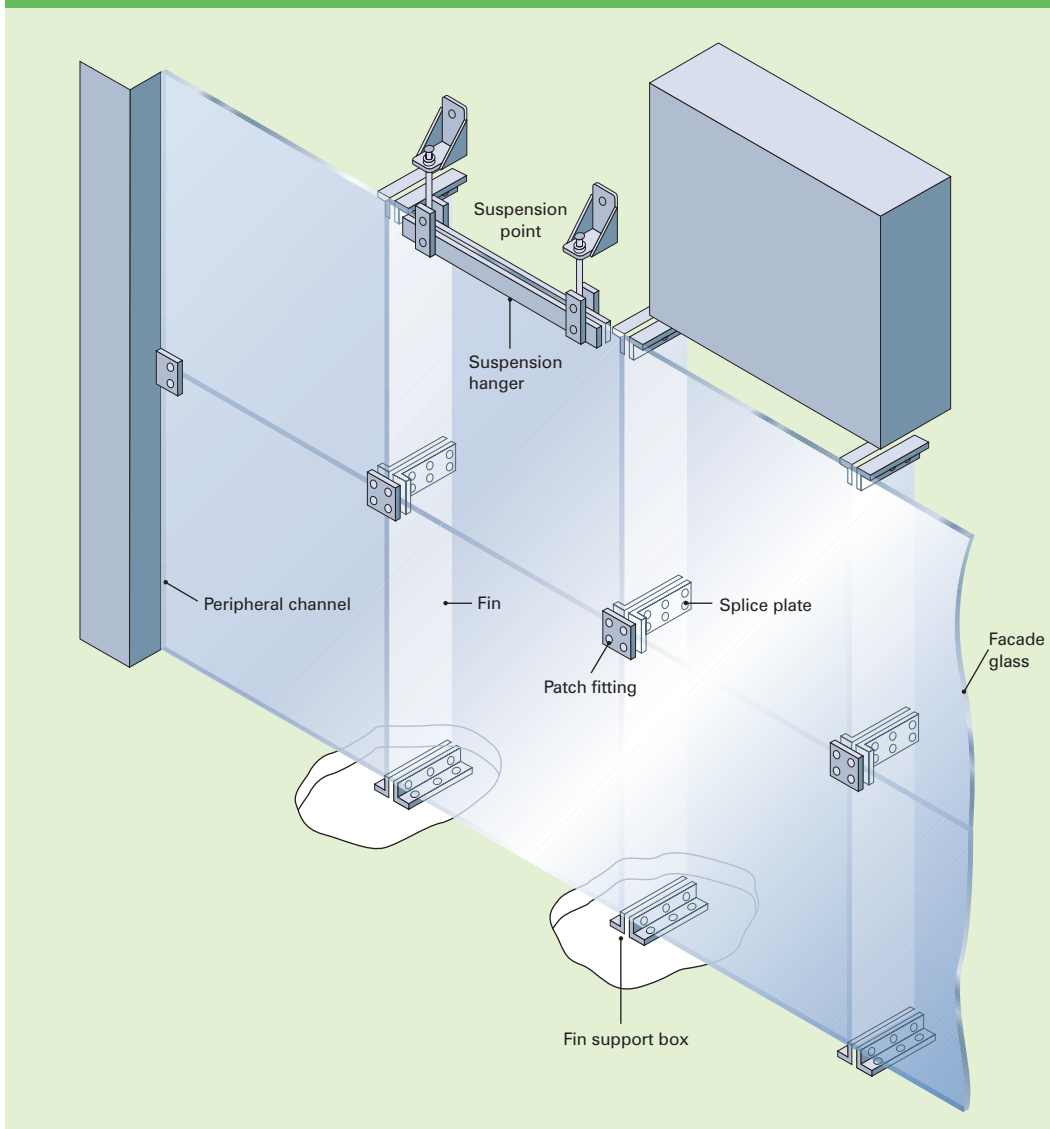 Suspension
point
Suspension
hanger
Peripheral channel
Fin
Splice plate
Facade
glass
Patch fitting
Fin support box